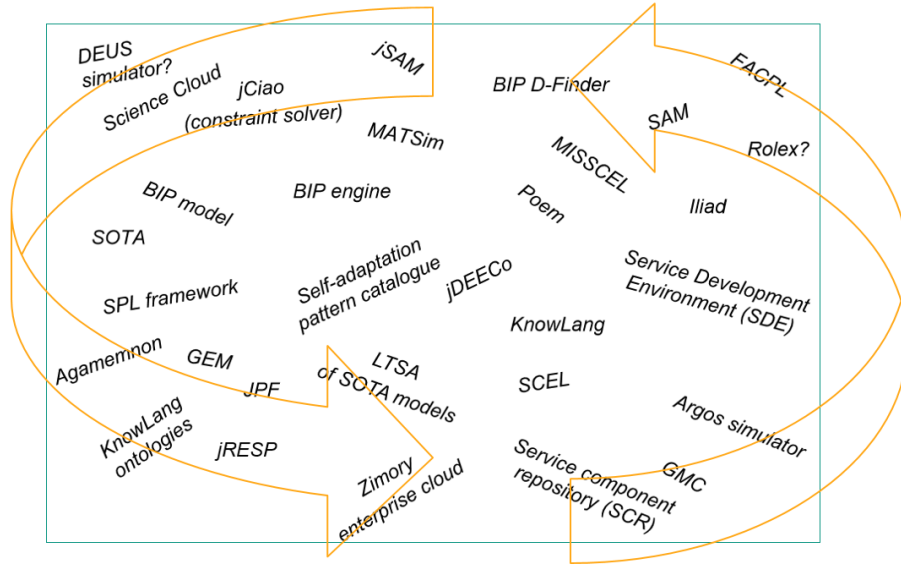 DEUS
simulator?
Science Cloud
jCiao
(constraint solver)
jSAM
MATSim
BIP D-Finder
FACPL
SAM
Rolex?
MISSCEL
BIP model
BIP engine
Poem
Iliad
SOTA
Self-adaptation
pattern catalogue
jDEECo
Service Development
Environment (SDE)
SPL framework
KnowLang
Agamemnon
GEM
JPF
LTSA
of SOTA models
SCEL
Argos simulator
KnowLang
ontologies
jRESP
Zimory
enterprise cloud
Service component
repository (SCR)
GMC